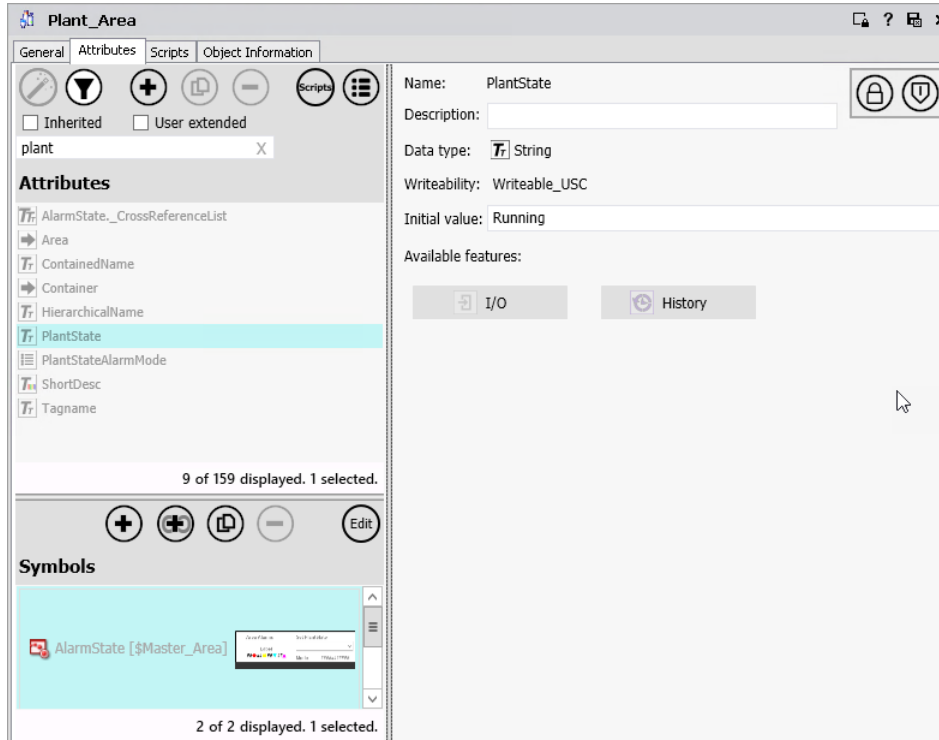 Plant_Area
?
General Attributes Scripts Object Information
Scripts
Inherited User extended
plant X
Attributes
AlarmState._CrossReferenceList
Area
ContainedName
Container
HierarchicalName
PlantState
PlantStateAlarmMode
ShortDesc
Tagname
9 of 159 displayed. 1 selected.
Edit
Symbols
AlarmState [$Master_Area]
2 of 2 displayed. 1 selected.
Name: PlantState
Description:
Data type: String
Writeability: Writeable_USC
Initial value: Running
Available features:
I/O History